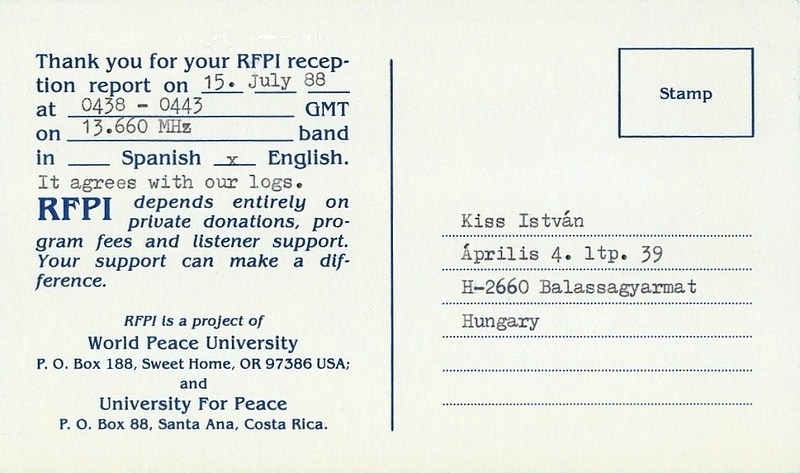 Thank you for your RFPI recep-
tion report on 15. July 88
at 0438 - 0443 GMT
on 13.660 MHz band
in ____ Spanish x English.
It agrees with our logs.
RFPI depends entirely on
private donations, pro-
gram fees and listener support.
Your support can make a dif-
ference.
RFPI is a project of
World Peace University
P. O. Box 188, Sweet Home, OR 97386 USA;
and
University For Peace
P. O. Box 88, Santa Ana, Costa Rica.
Stamp
Kiss István
Április 4. ltp. 39
H-2660 Balassagyarmat
Hungary